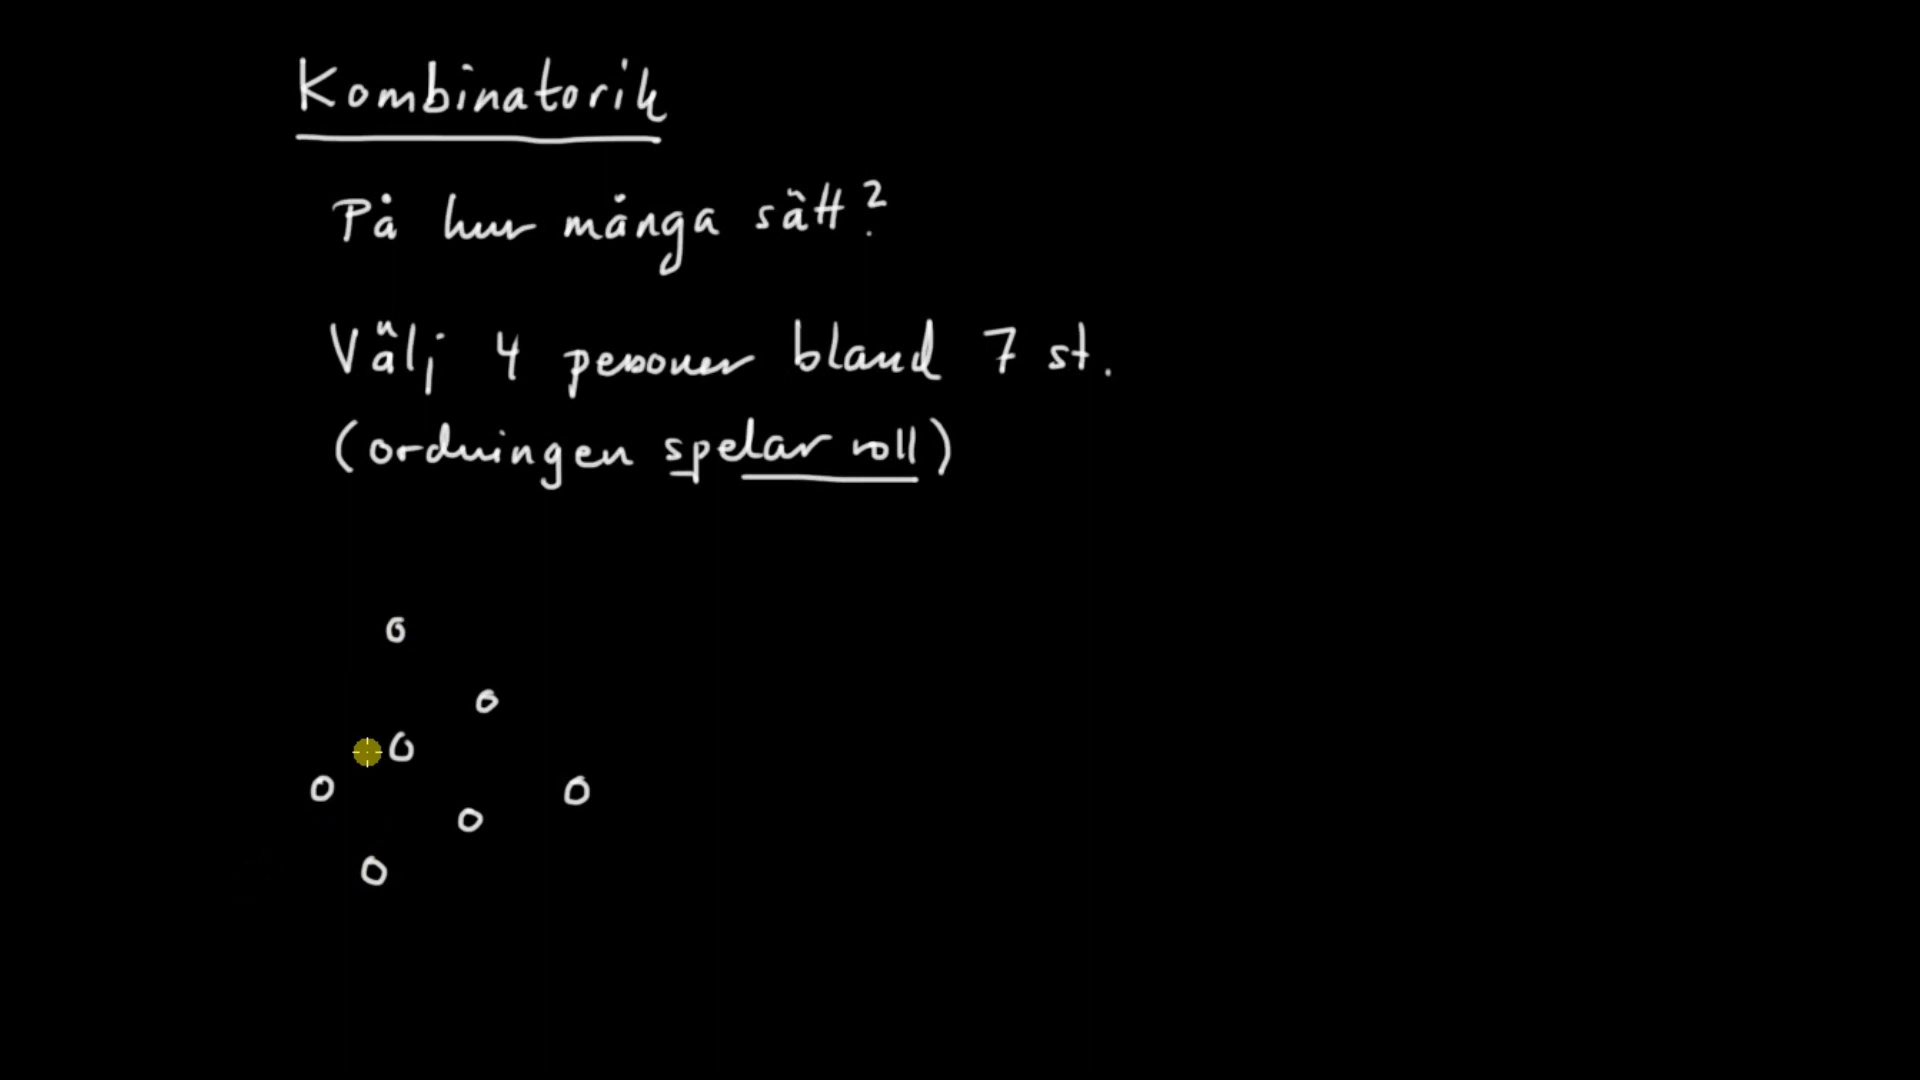 Kombinatorik
På hur många sätt?
Välj 4 personer bland 7 st.
(ordningen spelar roll)